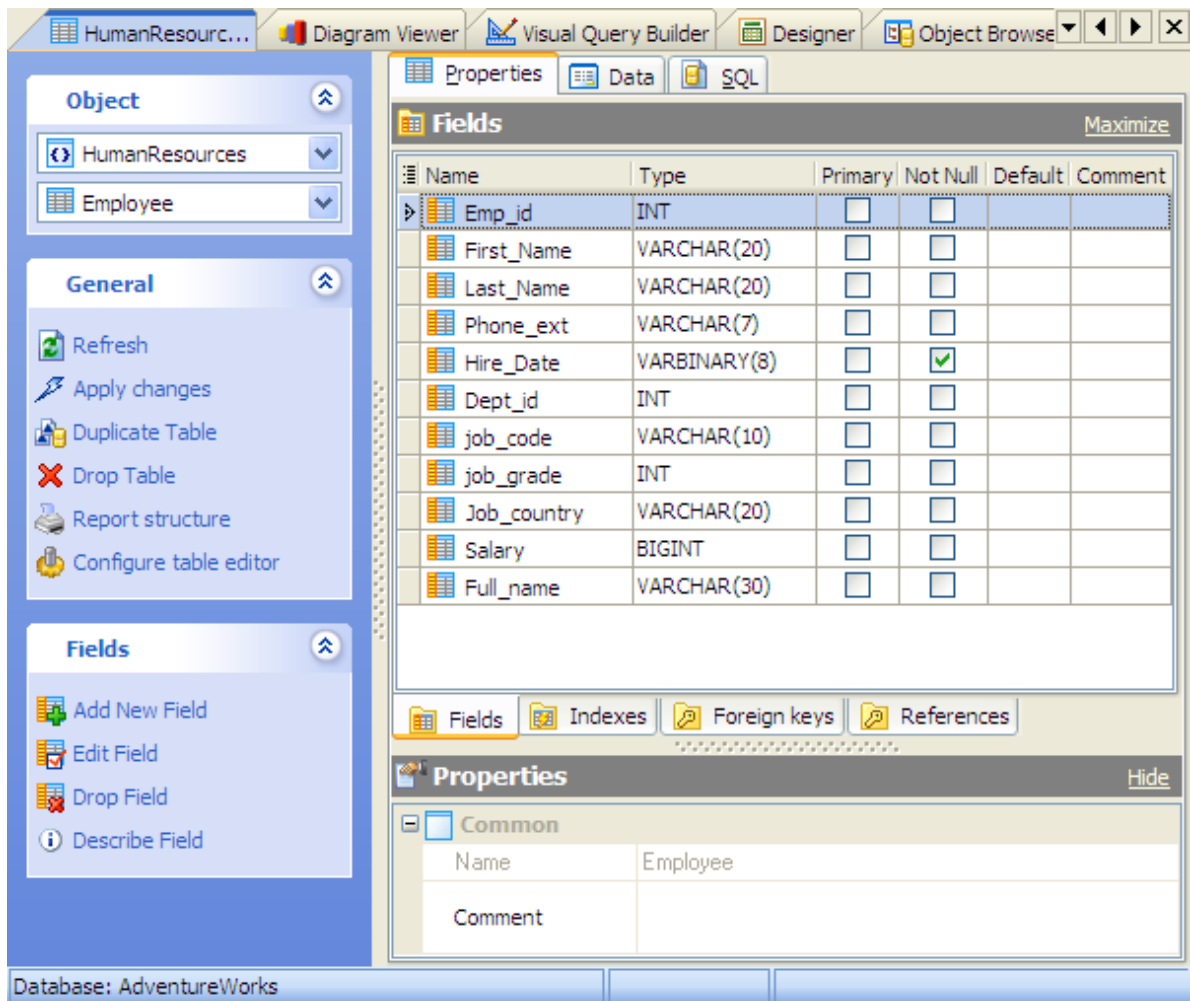 HumanResourc... Diagram Viewer Visual Query Builder Designer Object Browse
Object
HumanResources
Employee
General
Refresh
Apply changes
Duplicate Table
Drop Table
Report structure
Configure table editor
Fields
Add New Field
Edit Field
Drop Field
Describe Field
Properties Data SQL
Fields Maximize
Name Type Primary Not Null Default Comment
Emp_id INT
First_Name VARCHAR(20)
Last_Name VARCHAR(20)
Phone_ext VARCHAR(7)
Hire_Date VARBINARY(8)
Dept_id INT
job_code VARCHAR(10)
job_grade INT
Job_country VARCHAR(20)
Salary BIGINT
Full_name VARCHAR(30)
Fields Indexes Foreign keys References
Properties Hide
Common
Name Employee
Comment
Database: AdventureWorks